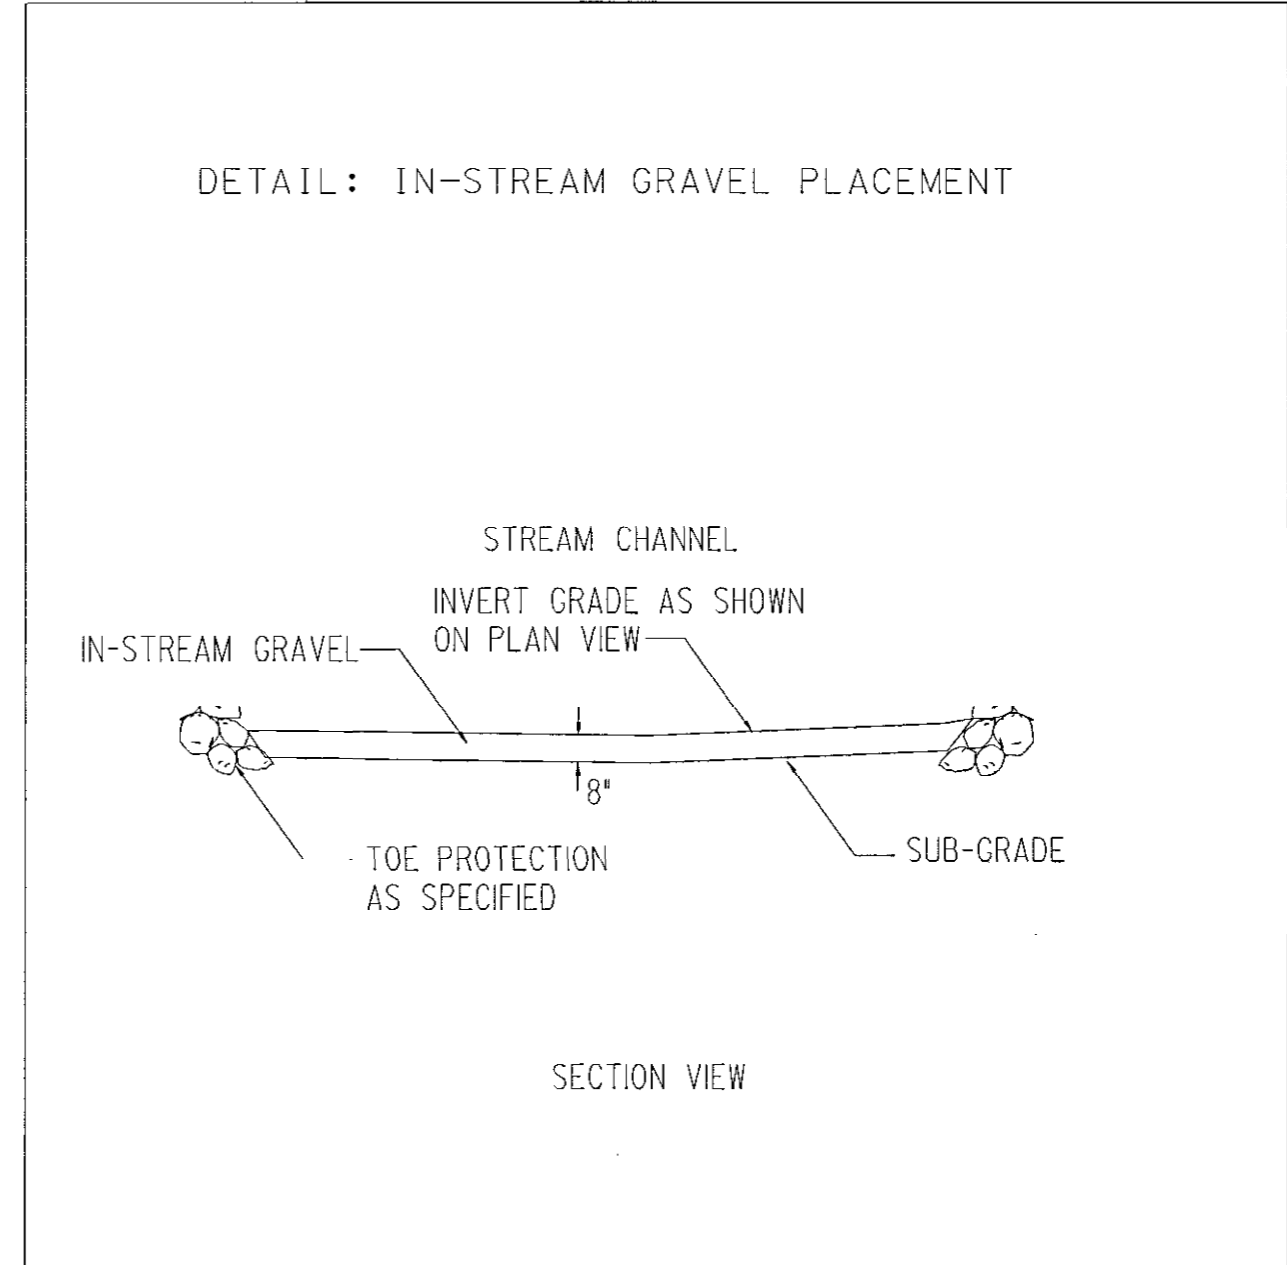 DETAIL: IN-STREAM GRAVEL PLACEMENT
STREAM CHANNEL
INVERT GRADE AS SHOWN
ON PLAN VIEW
IN-STREAM GRAVEL
8"
TOE PROTECTION
AS SPECIFIED
SUB-GRADE
SECTION VIEW